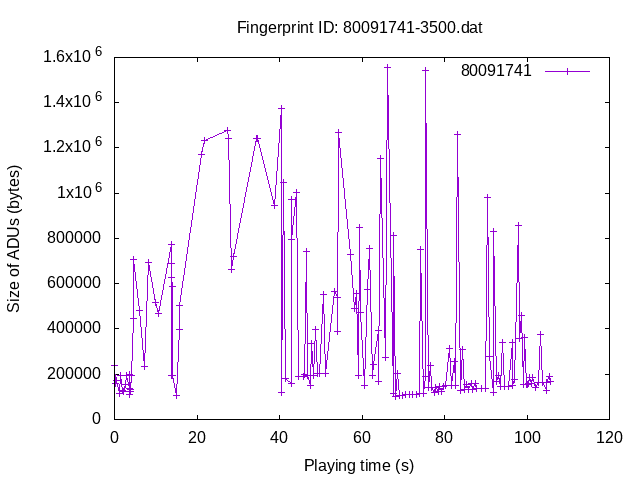 Fingerprint ID: 80091741-3500.dat
1.6x10^6
1.4x10^6
1.2x10^6
1x10^6
800000
600000
400000
200000
0
Size of ADUs (bytes)
80091741
0 20 40 60 80 100 120
Playing time (s)